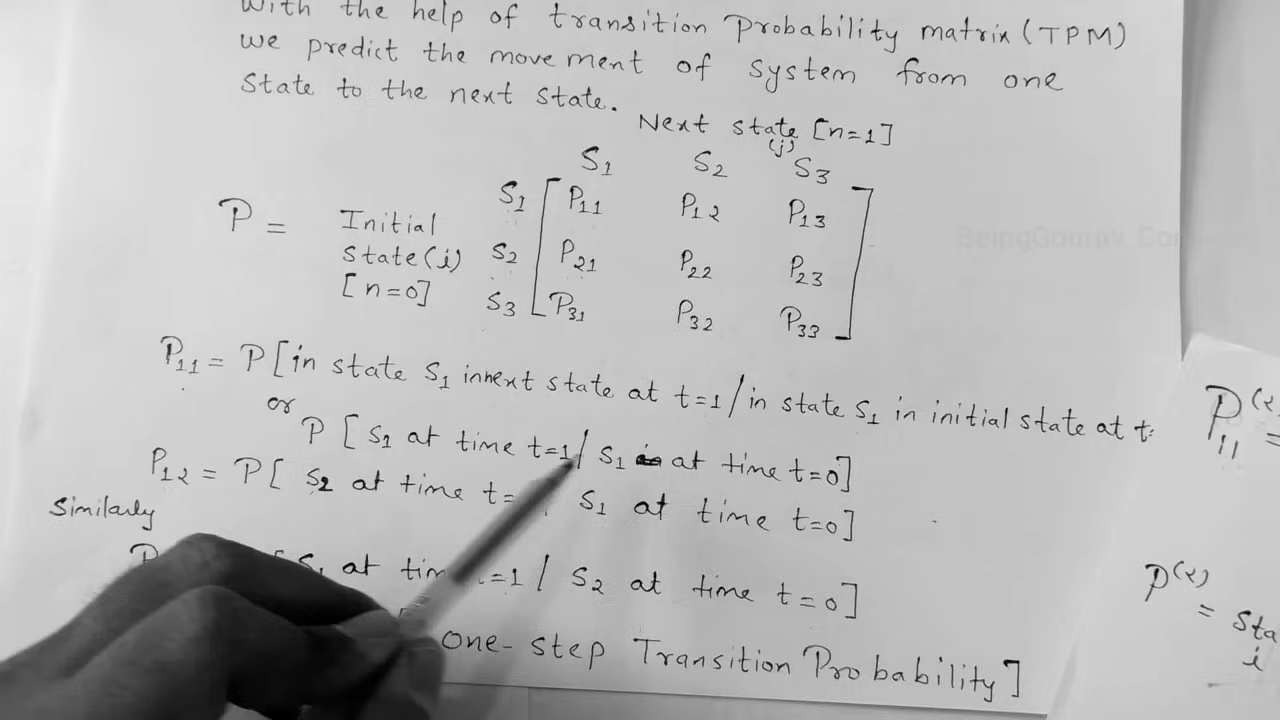 With the help of transition Probability matrix (TPM)
we predict the movement of system from one
State to the next state.
Next state [n=1]
(j)
S1 S2 S3
P = Initial State(i) [n=0]
S1 P11 P12 P13
S2 P21 P22 P23
S3 P31 P32 P33
BeingGourav.Com
P11 = P[in state S1 in next state at t=1/in state S1 in initial state at t
or
P [ S1 at time t=1/ S1 at time t=0]
P12 = P[ S2 at time t= S1 at time t=0]
Similarly
P [ S1 at tim =1 / S2 at time t=0]
One-step Transition Probability]
P11 =
P = Sta
i